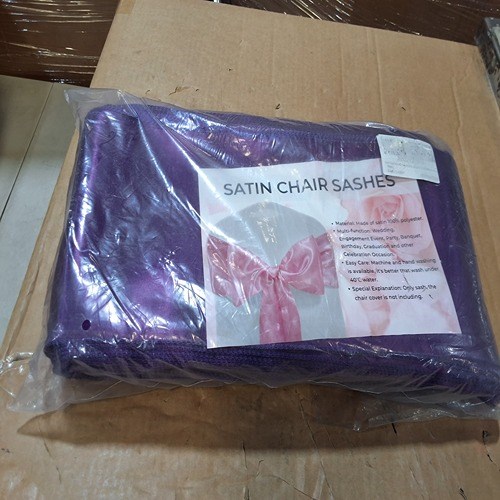 SATIN CHAIR SASHES
• Material: Made of satin 100% polyester.
• Multi-function: Wedding,
Engagement Event, Party, Banquet,
Birthday, Graduation and other
Celebration Occasion.
• Easy Care: Machine and hand washing
is available, it's better that wash under
40°C water.
• Special Explanation: Only sash, the
chair cover is not including.